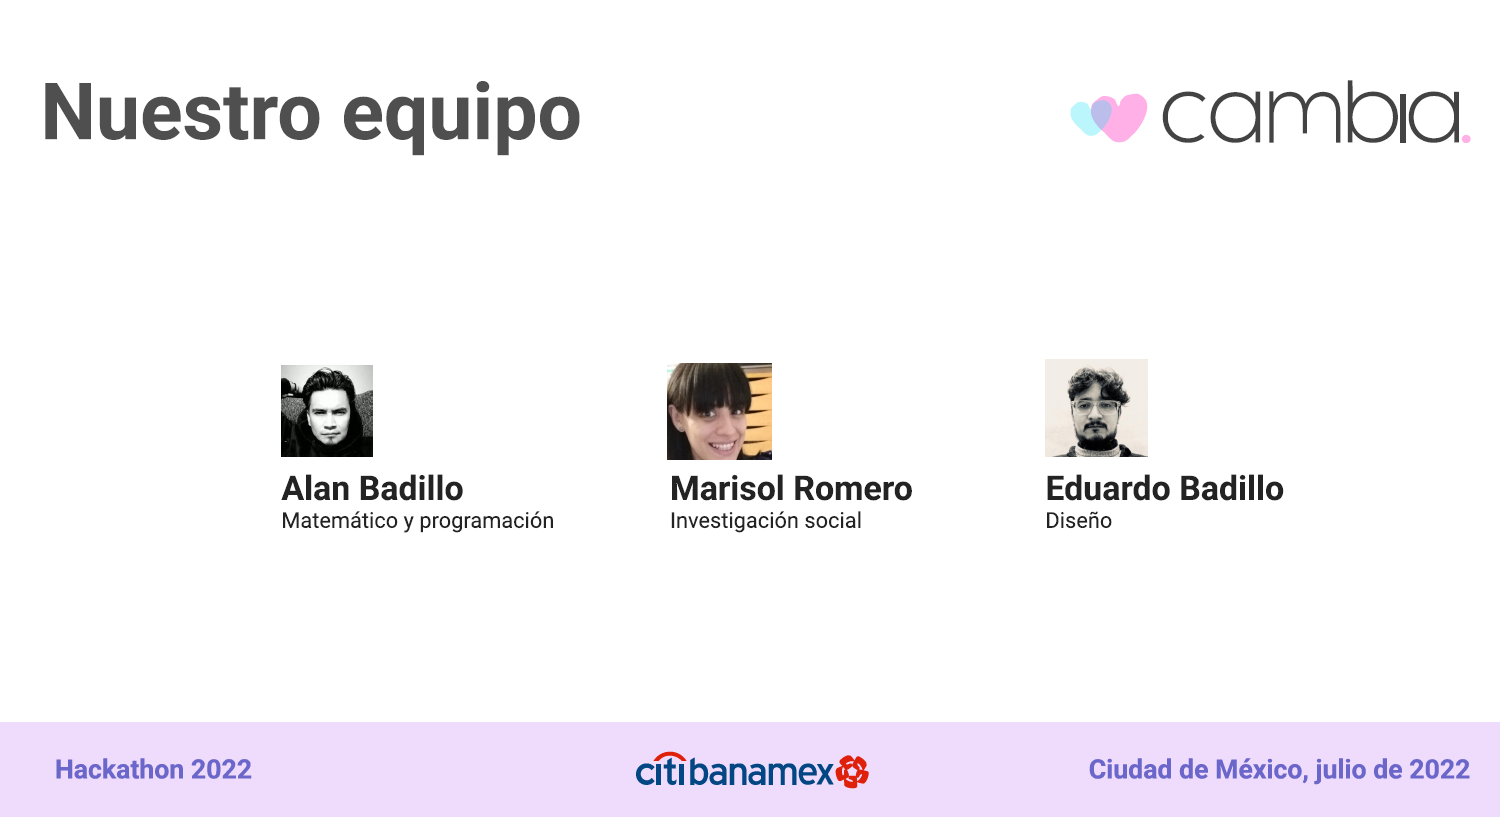 Nuestro equipo
cambia.
Alan Badillo
Matemático y programación
Marisol Romero
Investigación social
Eduardo Badillo
Diseño
Hackathon 2022
citibanamex
Ciudad de México, julio de 2022